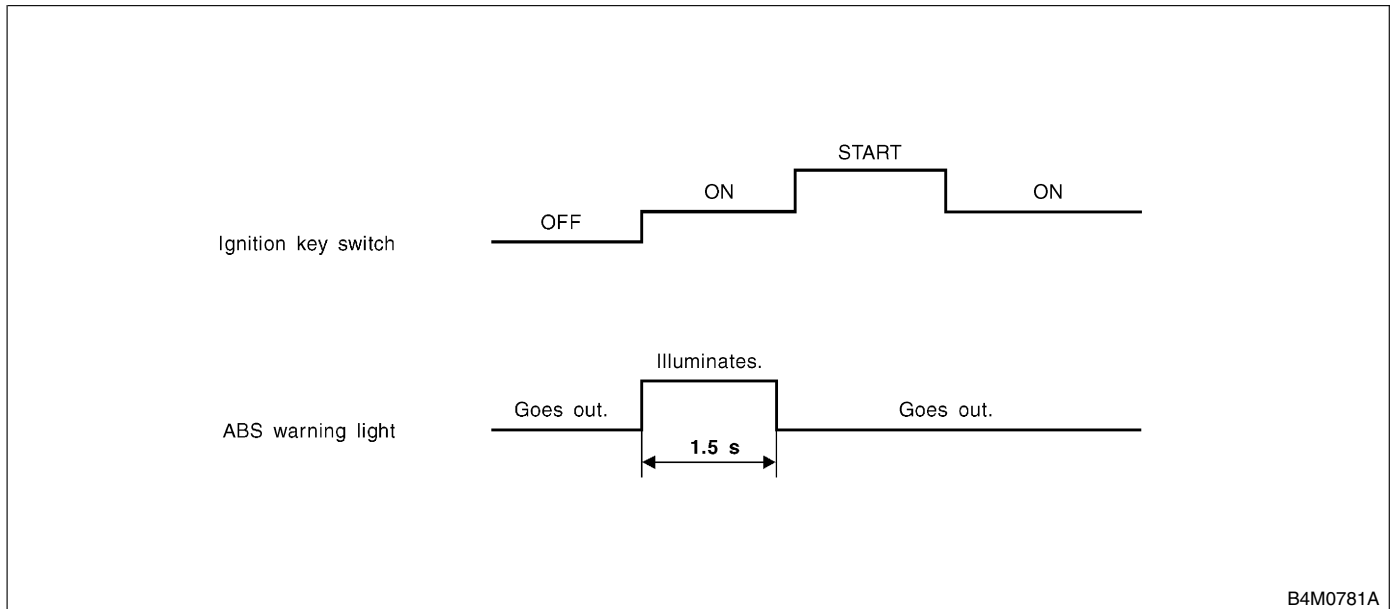 START
ON
ON
OFF
Ignition key switch
Illuminates.
Goes out.
Goes out.
ABS warning light
1.5 s
B4M0781A